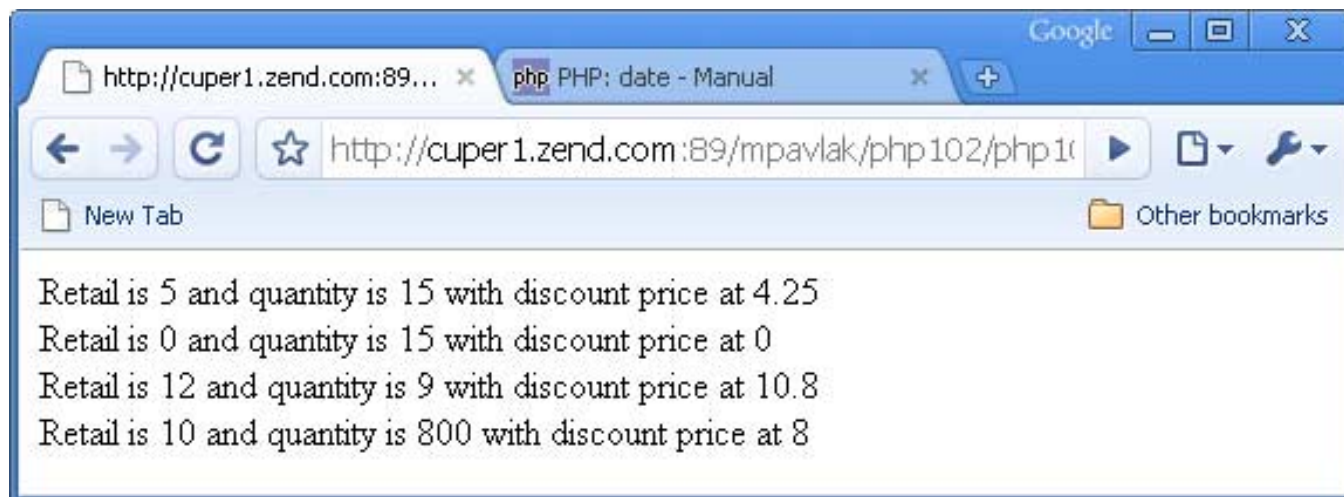 Google
http://cuper1.zend.com:89...
php PHP: date - Manual
http://cuper1.zend.com:89/mpavlak/php102/php1
New Tab
Other bookmarks
Retail is 5 and quantity is 15 with discount price at 4.25
Retail is 0 and quantity is 15 with discount price at 0
Retail is 12 and quantity is 9 with discount price at 10.8
Retail is 10 and quantity is 800 with discount price at 8